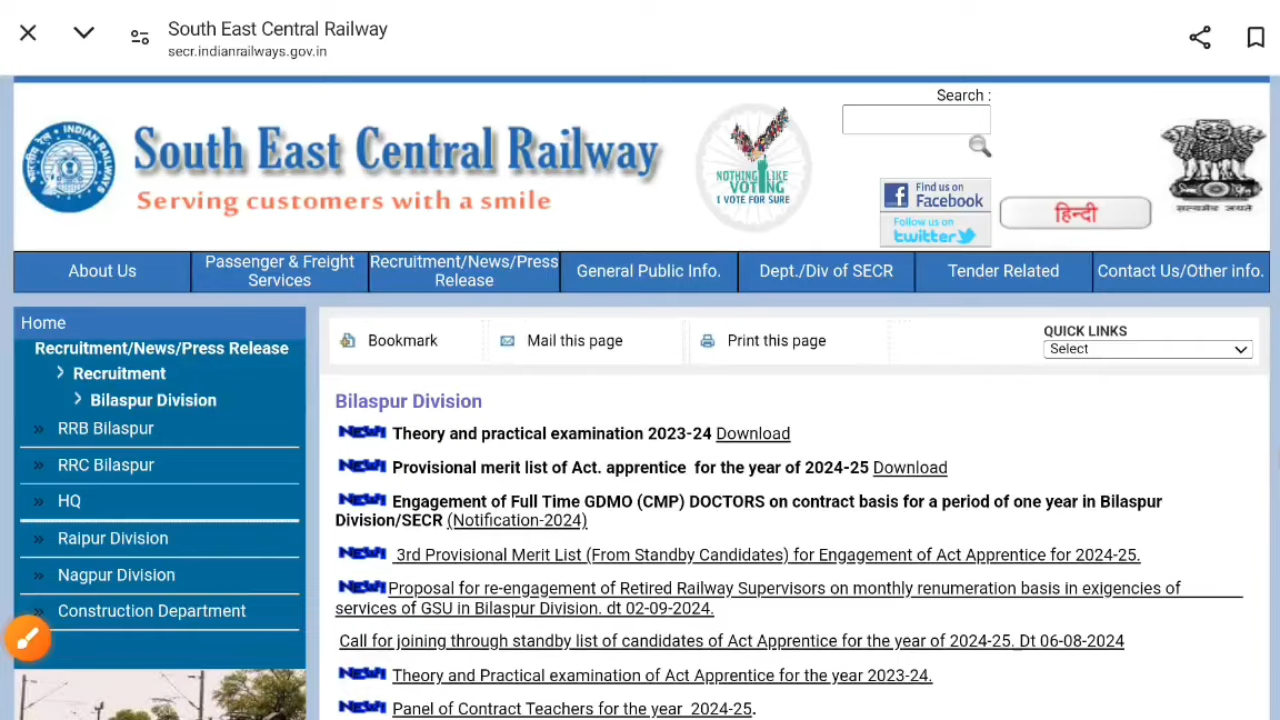 South East Central Railway
secr.indianrailways.gov.in
Search :
INDIAN RAILWAYS
भारतीय रेल
South East Central Railway
Serving customers with a smile
NOTHING LIKE
VOTING
I VOTE FOR SURE
Find us on
Facebook
Follow us on
twitter
हिन्दी
सत्यमेव जयते
About Us
Passenger & Freight
Services
Recruitment/News/Press
Release
General Public Info.
Dept./Div of SECR
Tender Related
Contact Us/Other info.
Home
Recruitment/News/Press Release
Recruitment
Bilaspur Division
RRB Bilaspur
RRC Bilaspur
HQ
Raipur Division
Nagpur Division
Construction Department
Bookmark
Mail this page
Print this page
QUICK LINKS
Select
Bilaspur Division
NEW! Theory and practical examination 2023-24 Download
NEW! Provisional merit list of Act. apprentice for the year of 2024-25 Download
NEW! Engagement of Full Time GDMO (CMP) DOCTORS on contract basis for a period of one year in Bilaspur
Division/SECR (Notification-2024)
NEW! 3rd Provisional Merit List (From Standby Candidates) for Engagement of Act Apprentice for 2024-25.
NEW! Proposal for re-engagement of Retired Railway Supervisors on monthly renumeration basis in exigencies of
services of GSU in Bilaspur Division. dt 02-09-2024.
Call for joining through standby list of candidates of Act Apprentice for the year of 2024-25. Dt 06-08-2024
NEW! Theory and Practical examination of Act Apprentice for the year 2023-24.
NEW! Panel of Contract Teachers for the year 2024-25.